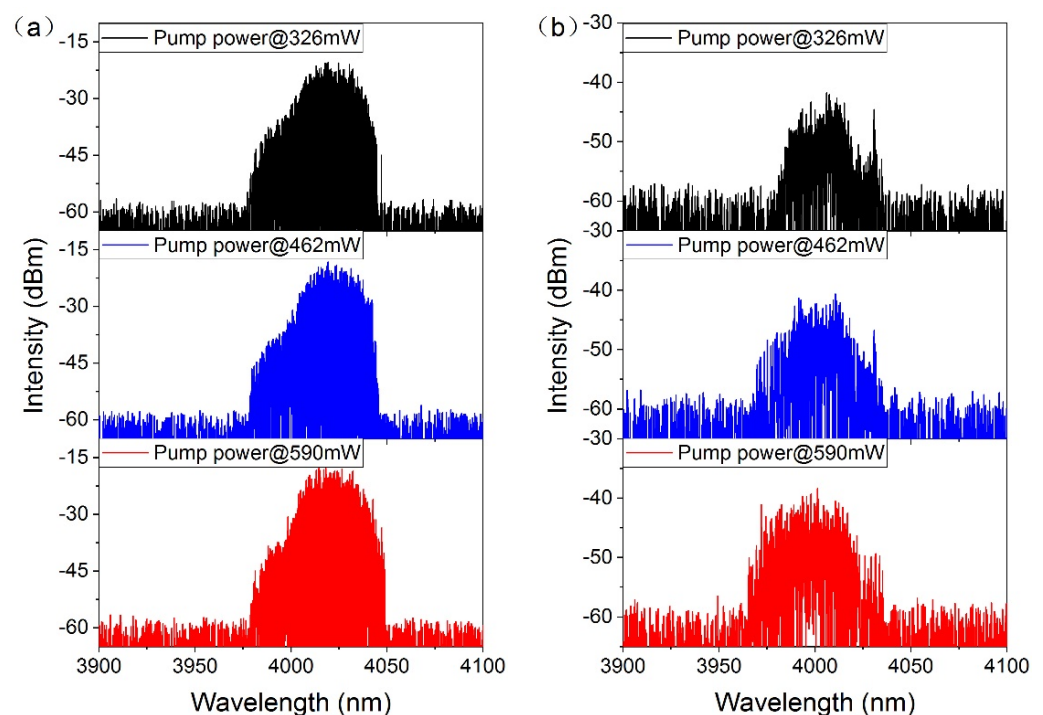 (a)
Pump power@326mW
-15
-30
-45
-60
Pump power@462mW
-15
-30
-45
-60
Pump power@590mW
-15
-30
-45
-60
3900 3950 4000 4050 4100
Wavelength (nm)
Intensity (dBm)
(b)
Pump power@326mW
-30
-40
-50
-60
Pump power@462mW
-30
-40
-50
-60
Pump power@590mW
-30
-40
-50
-60
3900 3950 4000 4050 4100
Wavelength (nm)
Intensity (dBm)